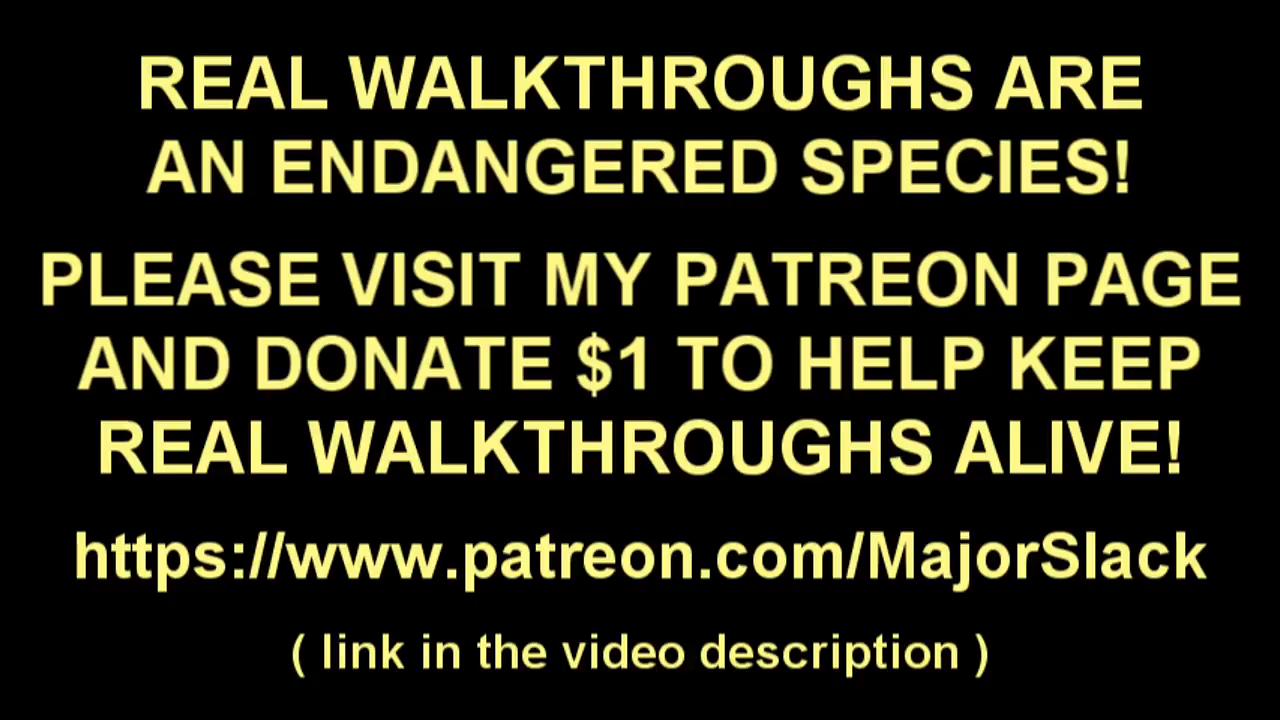 REAL WALKTHROUGHS ARE
AN ENDANGERED SPECIES!
PLEASE VISIT MY PATREON PAGE
AND DONATE $1 TO HELP KEEP
REAL WALKTHROUGHS ALIVE!
https://www.patreon.com/MajorSlack
( link in the video description )